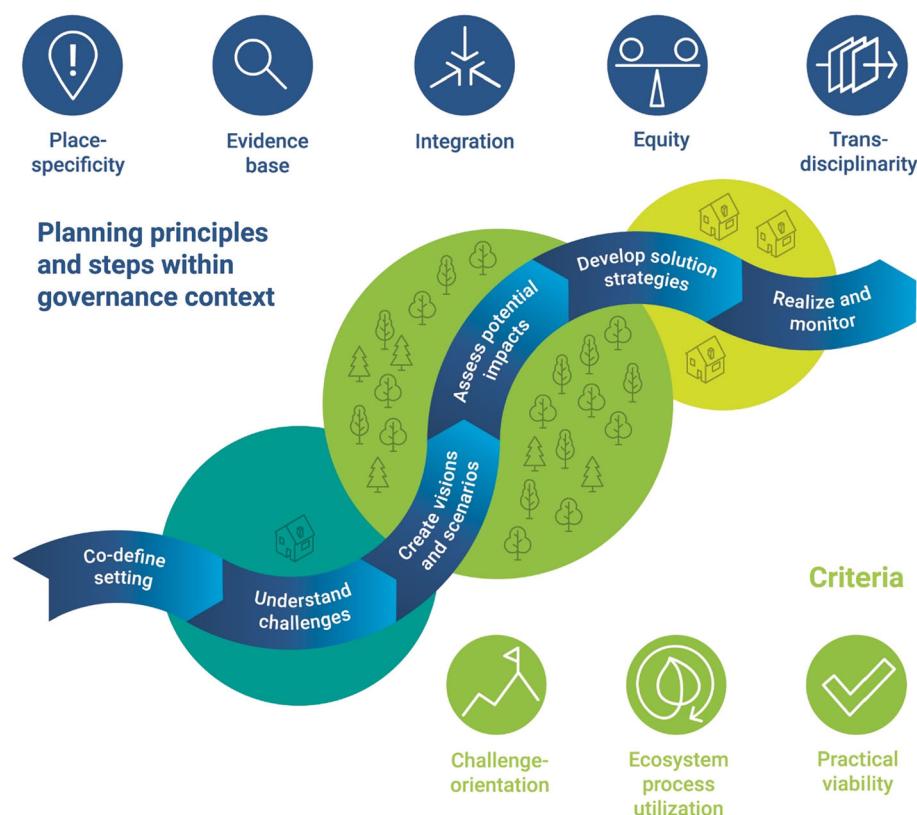 Place-
specificity
Evidence
base
Integration
Equity
Trans-
disciplinarity
Planning principles
and steps within
governance context
Co-define
setting
Understand
challenges
Create visions
and scenarios
Assess potential
impacts
Develop solution
strategies
Realize and
monitor
Criteria
Challenge-
orientation
Ecosystem
process
utilization
Practical
viability